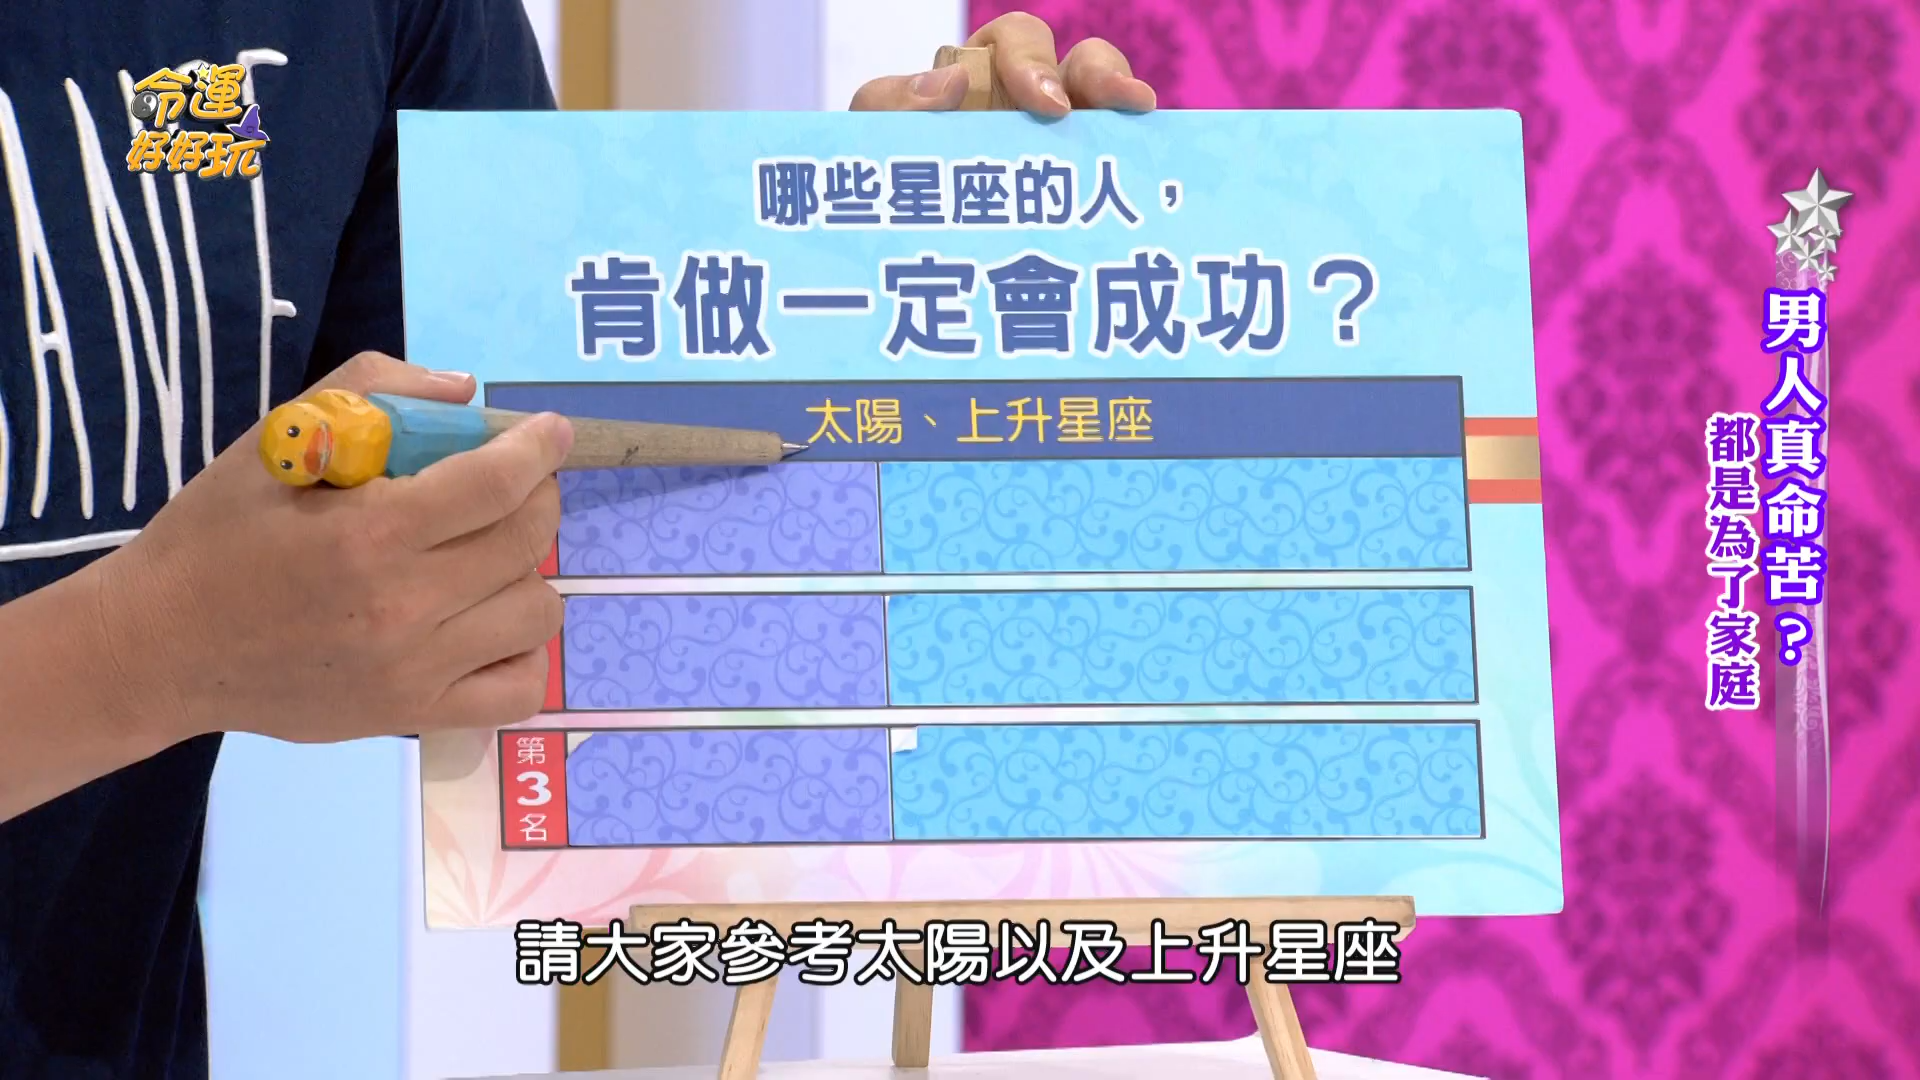 命運
好好玩
哪些星座的人，
肯做一定會成功？
太陽、上升星座
第
3
名
男人真命苦？
都是為了家庭
請大家參考太陽以及上升星座